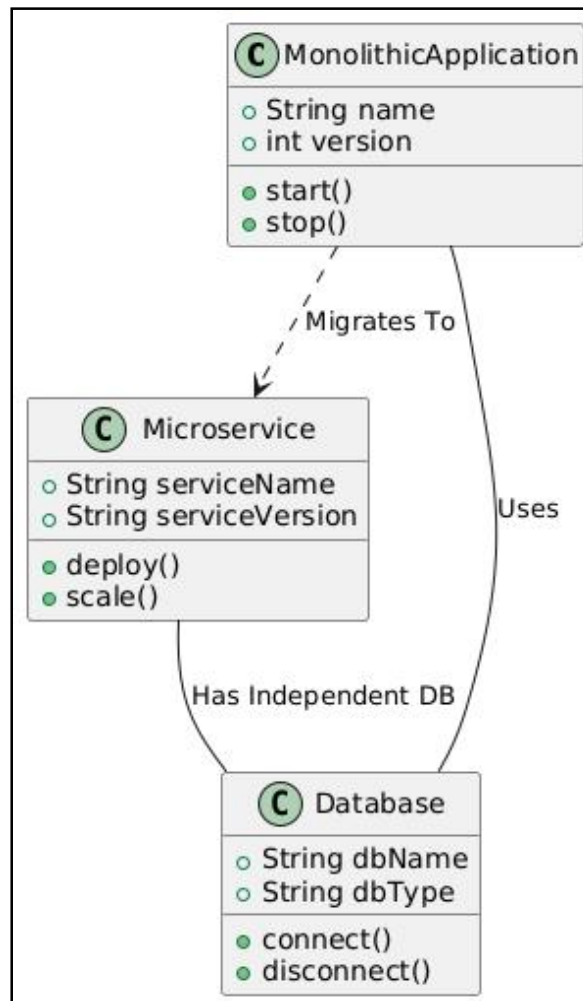 C MonolithicApplication
String name
int version
start()
stop()
Migrates To
C Microservice
String serviceName
String serviceVersion
deploy()
scale()
Uses
Has Independent DB
C Database
String dbName
String dbType
connect()
disconnect()